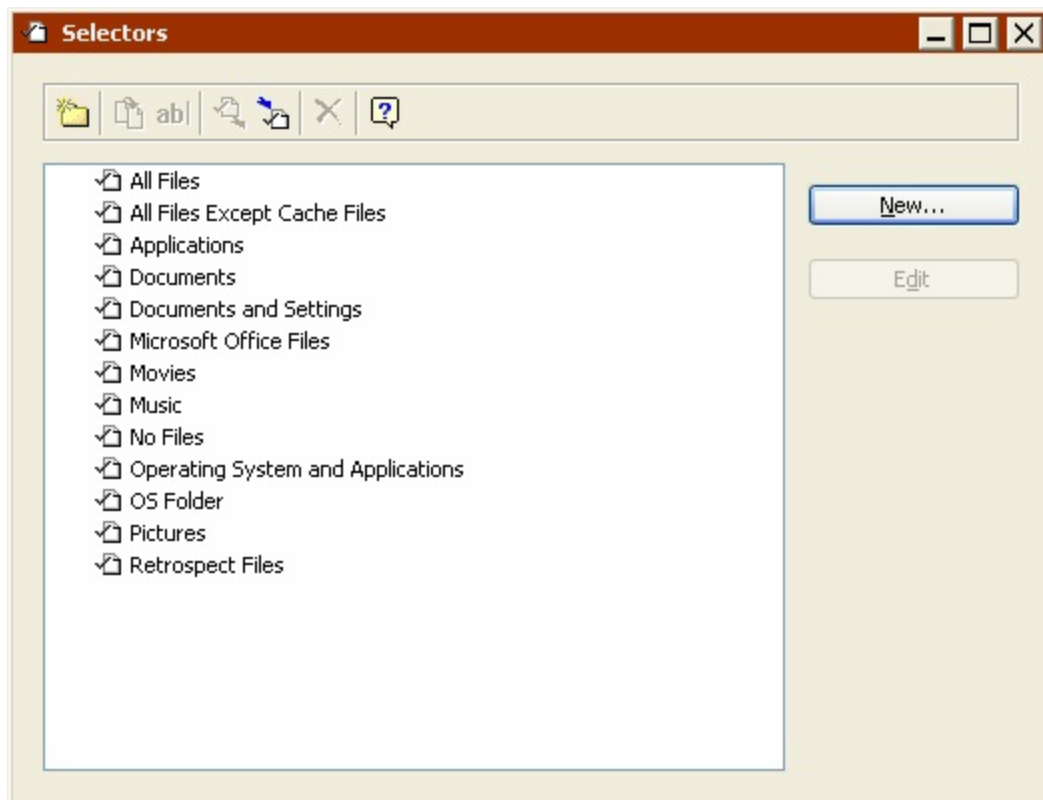 Selectors
ab|
All Files
All Files Except Cache Files
Applications
Documents
Documents and Settings
Microsoft Office Files
Movies
Music
No Files
Operating System and Applications
OS Folder
Pictures
Retrospect Files
New...
Edit